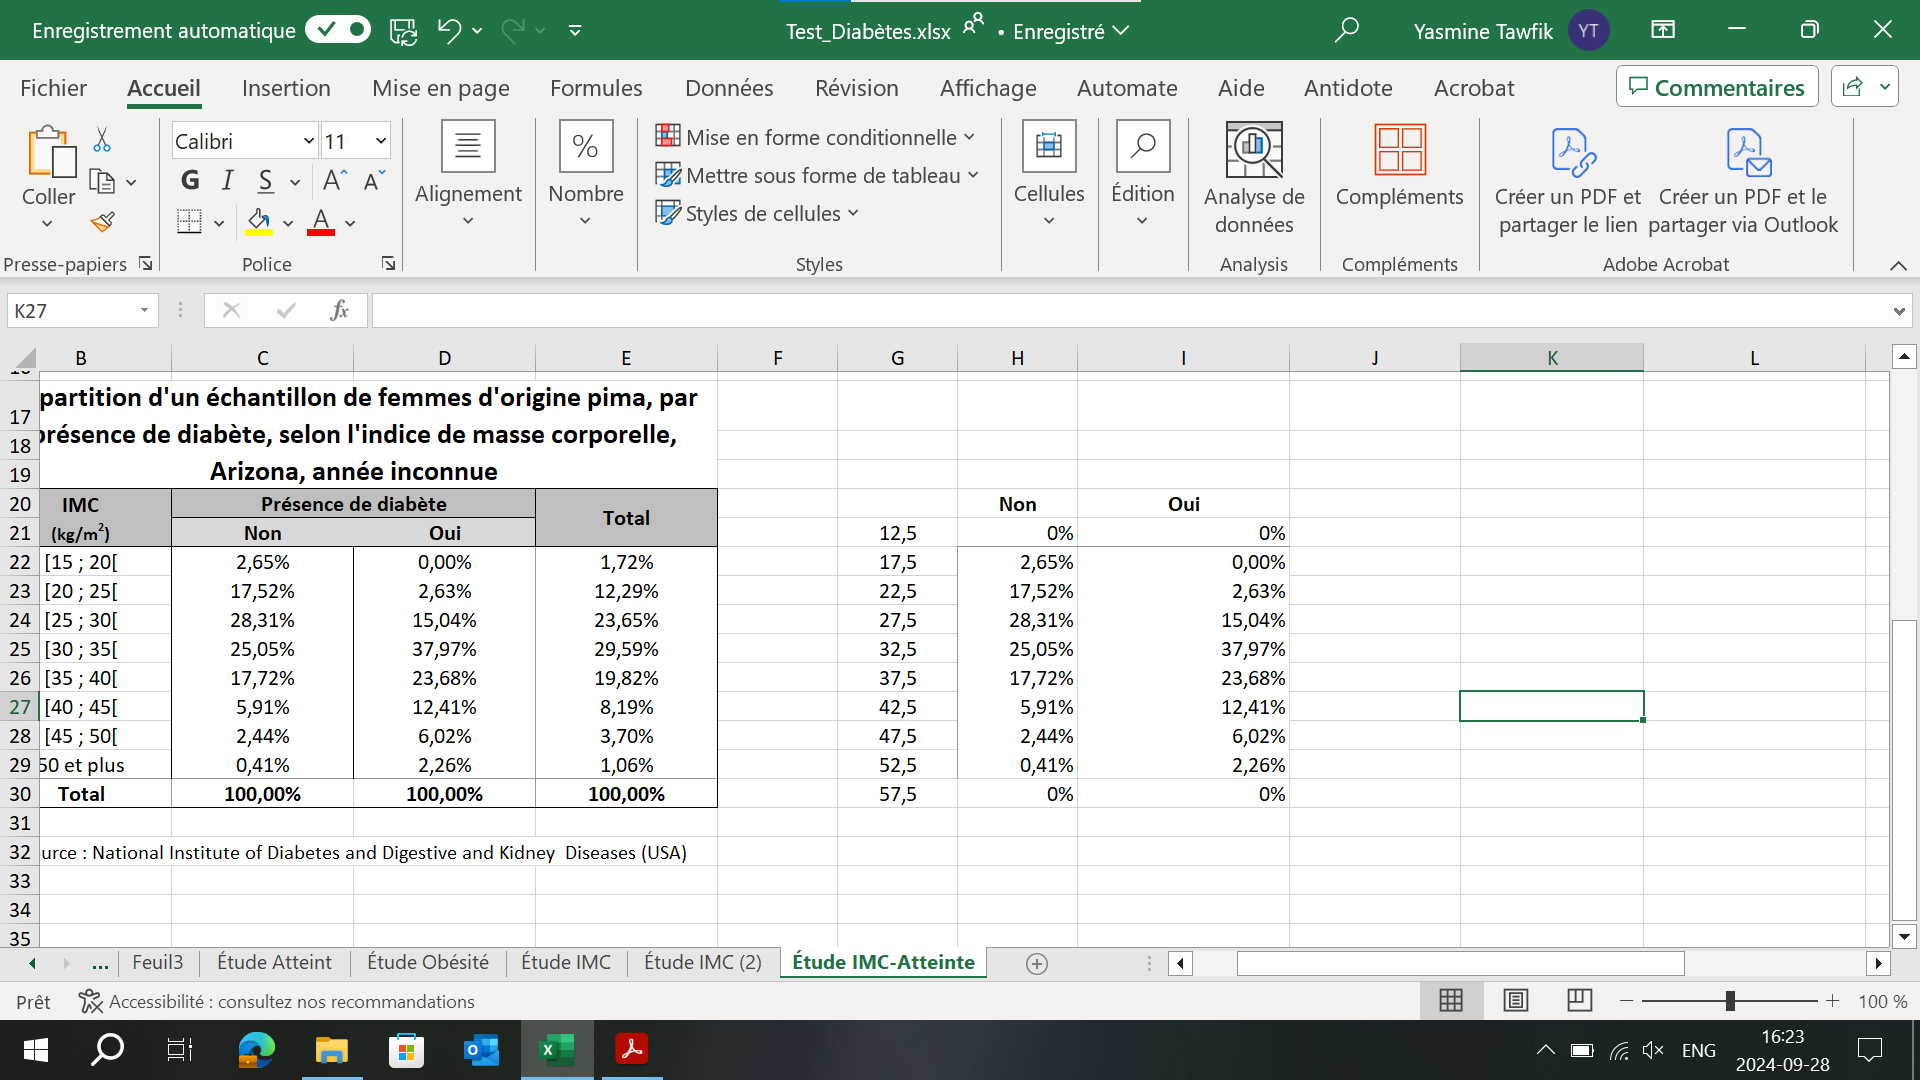 Enregistrement automatique
Test_Diabètes.xlsx • Enregistré
Yasmine Tawfik YT
Fichier Accueil Insertion Mise en page Formules Données Révision Affichage Automate Aide Antidote Acrobat
Commentaires
Coller
Calibri 11
G I S A A
A
Alignement
% Nombre
Mise en forme conditionnelle
Mettre sous forme de tableau
Styles de cellules
Cellules
Édition
Analyse de données
Compléments
Créer un PDF et partager le lien
Créer un PDF et le partager via Outlook
Presse-papiers Police Styles Analysis Compléments Adobe Acrobat
K27 fx
B C D E F G H I J K L
partition d'un échantillon de femmes d'origine pima, par
17
présence de diabète, selon l'indice de masse corporelle,
18
Arizona, année inconnue
19
20 IMC Présence de diabète Total Non Oui
21 (kg/m²) Non Oui 12,5 0% 0%
22 [15 ; 20[ 2,65% 0,00% 1,72% 17,5 2,65% 0,00%
23 [20 ; 25[ 17,52% 2,63% 12,29% 22,5 17,52% 2,63%
24 [25 ; 30[ 28,31% 15,04% 23,65% 27,5 28,31% 15,04%
25 [30 ; 35[ 25,05% 37,97% 29,59% 32,5 25,05% 37,97%
26 [35 ; 40[ 17,72% 23,68% 19,82% 37,5 17,72% 23,68%
27 [40 ; 45[ 5,91% 12,41% 8,19% 42,5 5,91% 12,41%
28 [45 ; 50[ 2,44% 6,02% 3,70% 47,5 2,44% 6,02%
29 50 et plus 0,41% 2,26% 1,06% 52,5 0,41% 2,26%
30 Total 100,00% 100,00% 100,00% 57,5 0% 0%
31
32 urce : National Institute of Diabetes and Digestive and Kidney  Diseases (USA)
33
34
35
... Feuil3 Étude Atteint Étude Obésité Étude IMC Étude IMC (2) Étude IMC-Atteinte
Prêt Accessibilité : consultez nos recommandations 100 %
ENG 16:23
2024-09-28